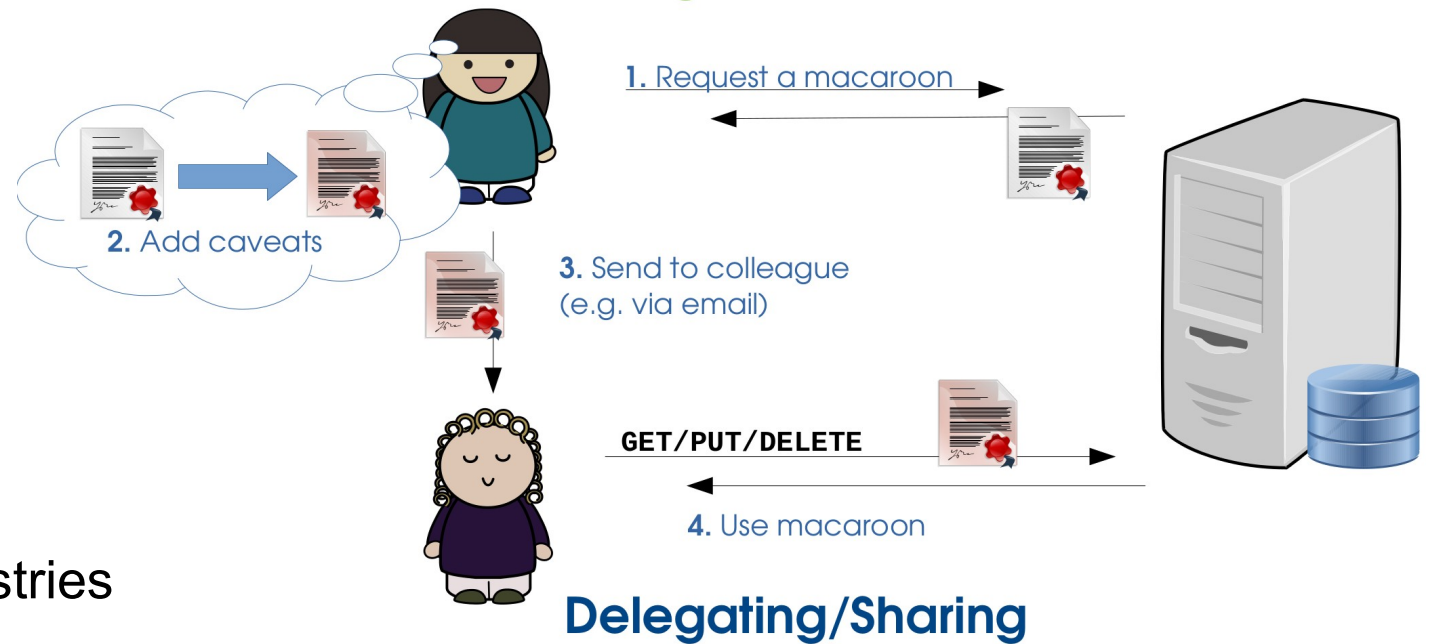 1. Request a macaroon
2. Add caveats
3. Send to colleague
(e.g. via email)
GET/PUT/DELETE
4. Use macaroon
stries
Delegating/Sharing